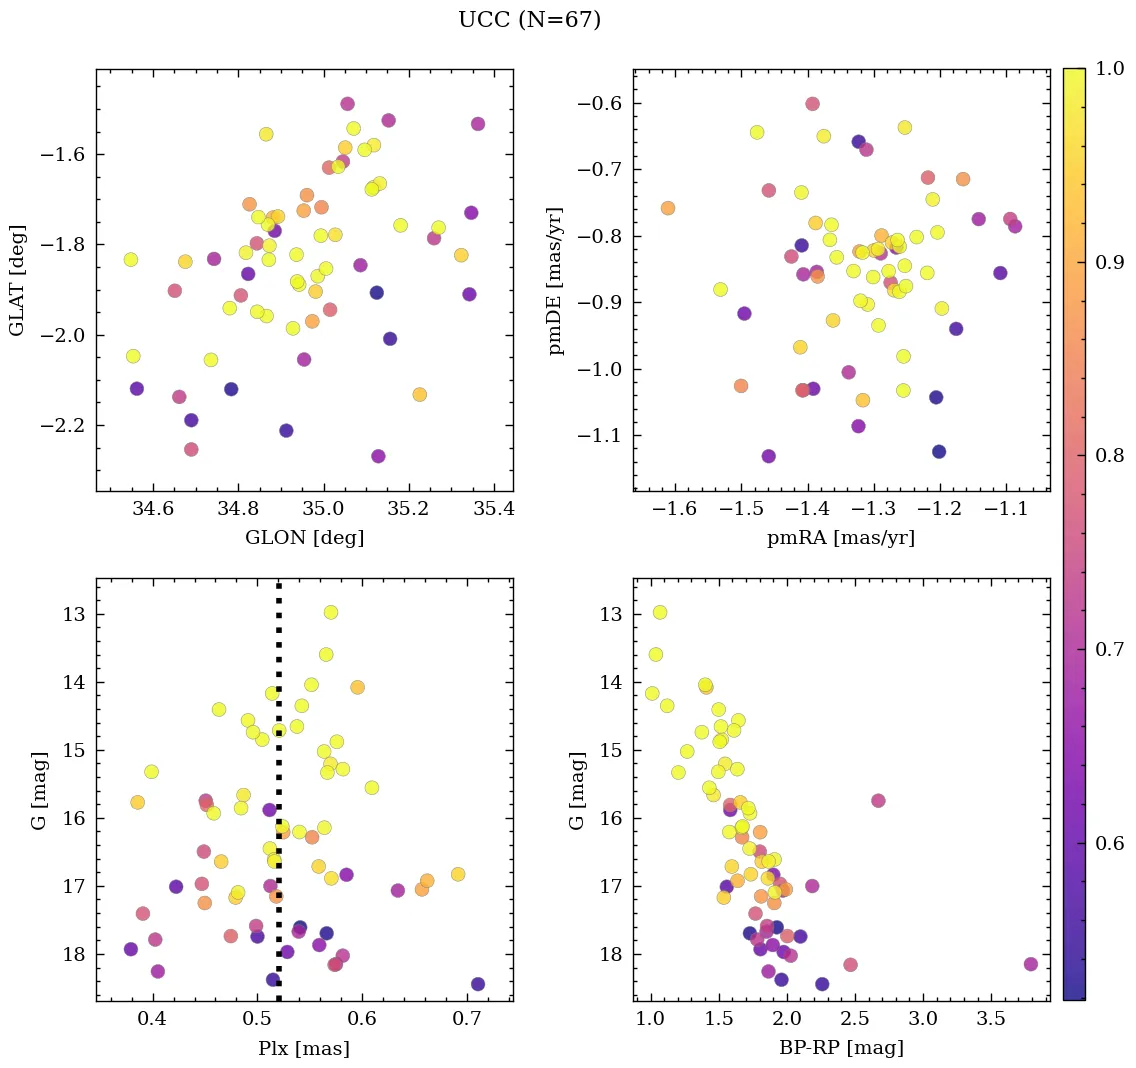 UCC (N=67)
−1.6
−1.8
−2.0
−2.2
GLAT [deg]
34.6 34.8 35.0 35.2 35.4
GLON [deg]
−0.6
−0.7
−0.8
−0.9
−1.0
−1.1
pmDE [mas/yr]
−1.6 −1.5 −1.4 −1.3 −1.2 −1.1
pmRA [mas/yr]
1.0
0.9
0.8
0.7
0.6
13
14
15
16
17
18
G [mag]
0.4 0.5 0.6 0.7
Plx [mas]
13
14
15
16
17
18
G [mag]
1.0 1.5 2.0 2.5 3.0 3.5
BP-RP [mag]